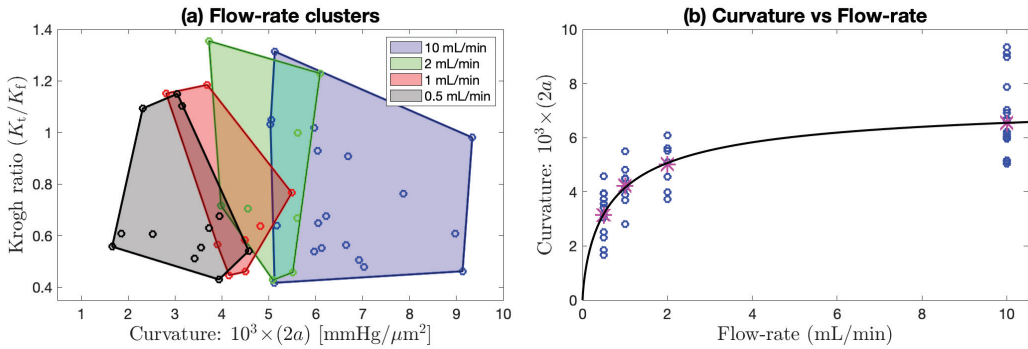 (a) Flow-rate clusters
Krogh ratio (K_t/K_f)
1.4
1.2
1
0.8
0.6
0.4
10 mL/min
2 mL/min
1 mL/min
0.5 mL/min
1 2 3 4 5 6 7 8 9 10
Curvature: 10³×(2a) [mmHg/μm²]
(b) Curvature vs Flow-rate
Curvature: 10³×(2a)
10
8
6
4
2
0
0 2 4 6 8 10
Flow-rate (mL/min)